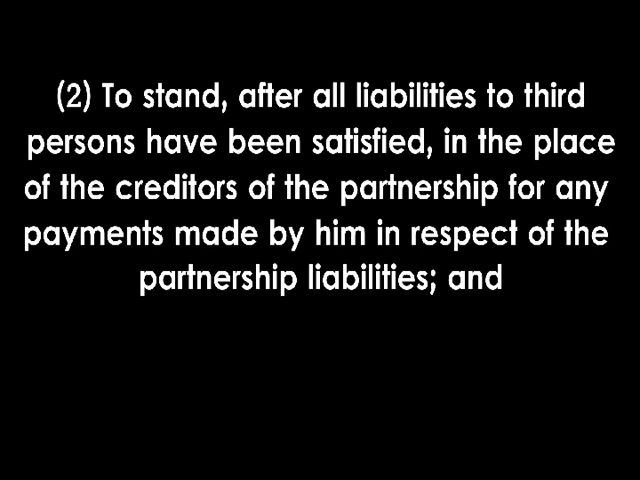 (2) To stand, after all liabilities to third
persons have been satisfied, in the place
of the creditors of the partnership for any
payments made by him in respect of the
partnership liabilities; and